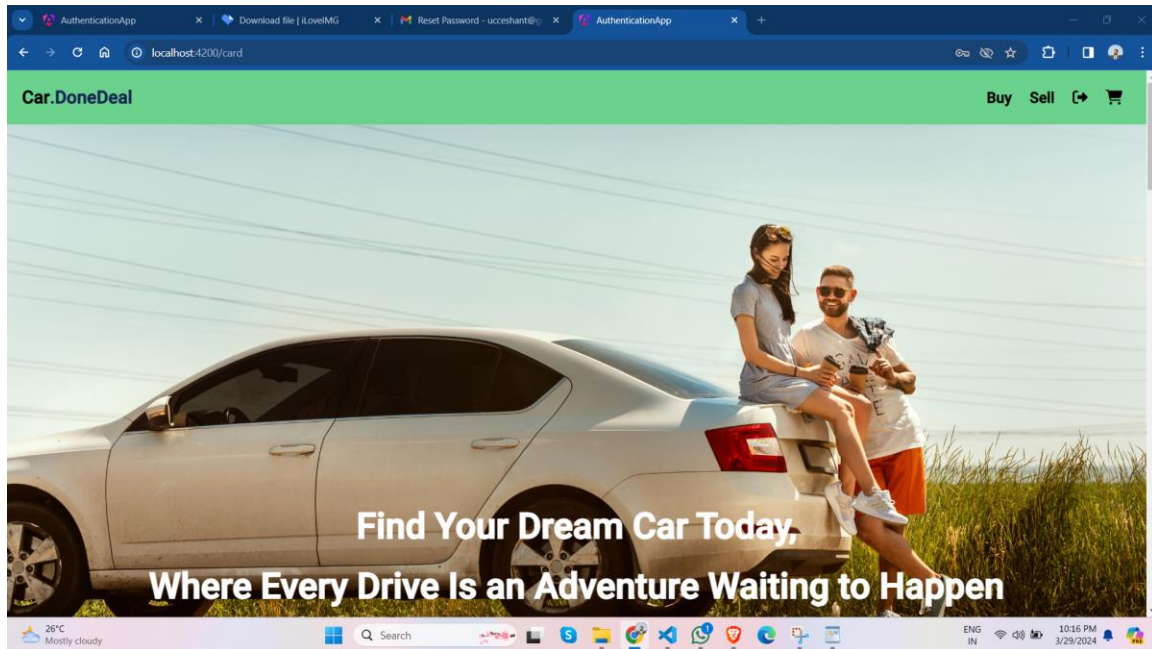 AuthenticationApp
Download file | iLoveIMG
Reset Password - ucceshant@g
AuthenticationApp
localhost:4200/card
Car.DoneDeal
Buy Sell
Find Your Dream Car Today,
Where Every Drive Is an Adventure Waiting to Happen
26°C
Mostly cloudy
Search
ENG
IN
10:16 PM
3/29/2024